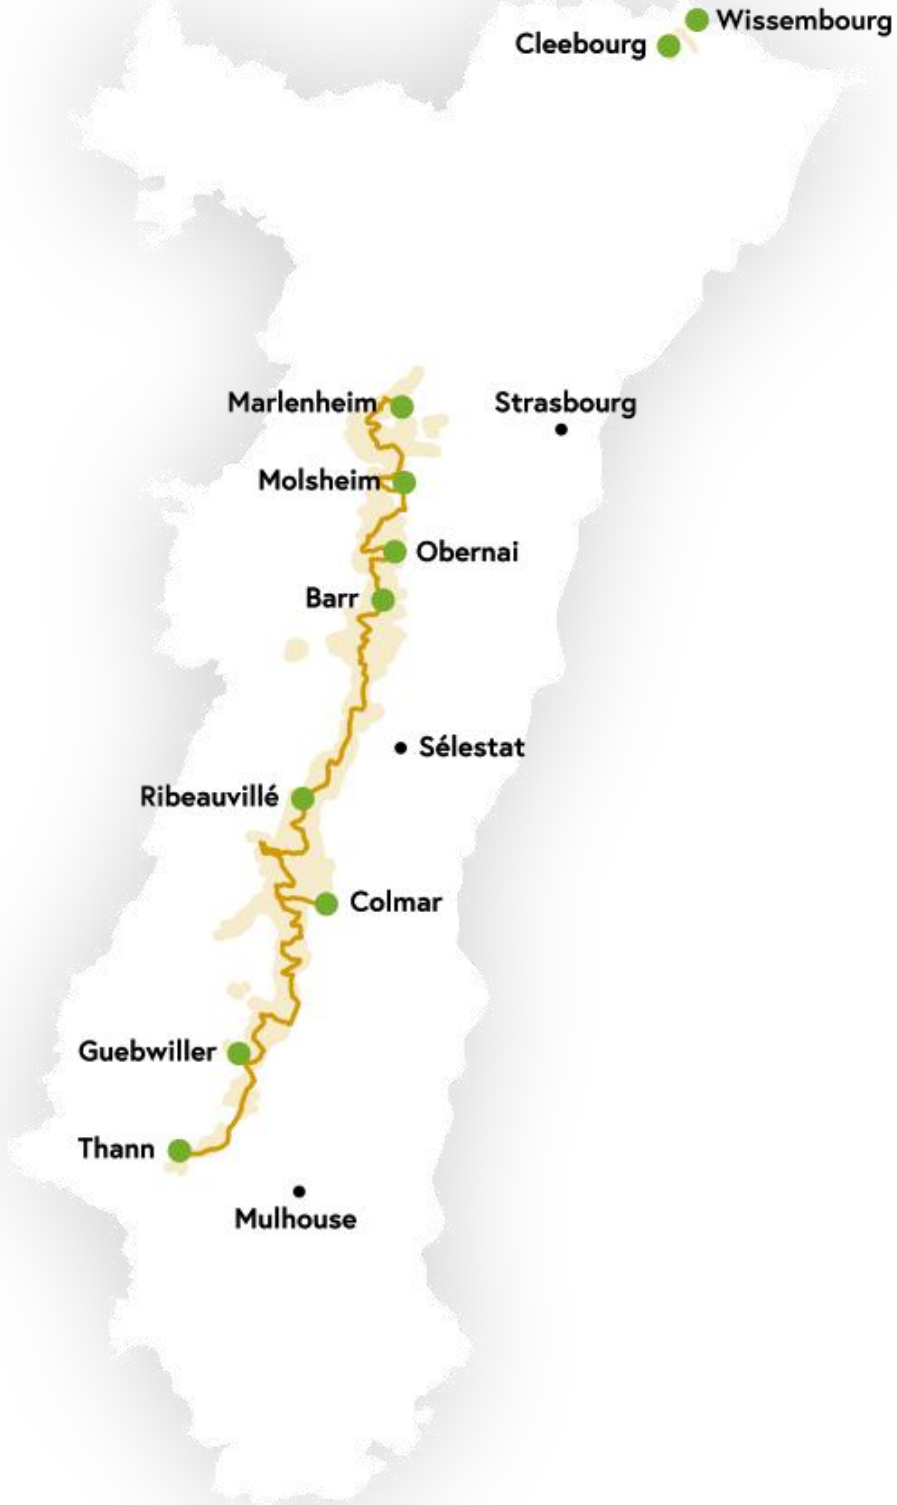 Wissembourg
Cleebourg
Marlenheim
Strasbourg
Molsheim
Obernai
Barr
Sélestat
Ribeauvillé
Colmar
Guebwiller
Thann
Mulhouse